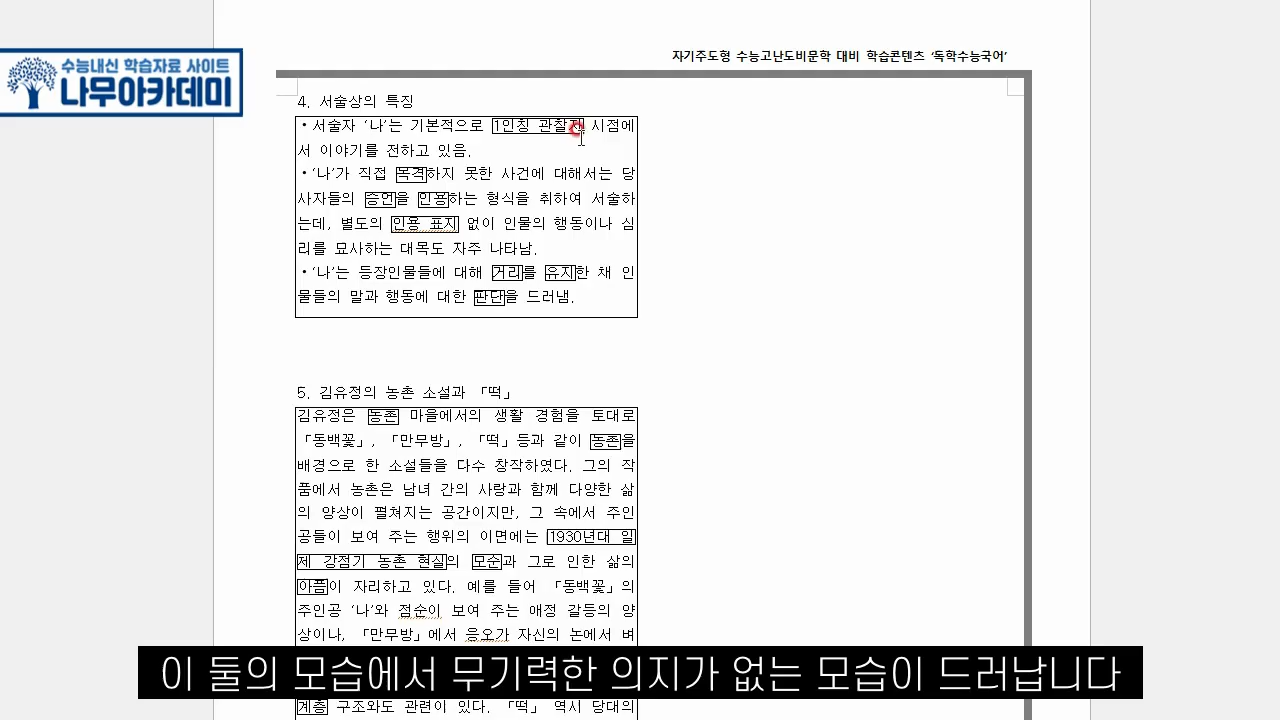 자기주도형 수능고난도비문학 대비 학습콘텐츠 ‘독학수능국어’
수능내신 학습자료 사이트
나무아카데미
4. 서술상의 특징
•서술자 ‘나’는 기본적으로 1인칭 관찰자 시점에
서 이야기를 전하고 있음.
•‘나’가 직접 목격하지 못한 사건에 대해서는 당
사자들의 증언을 인용하는 형식을 취하여 서술하
는데, 별도의 인용 표지 없이 인물의 행동이나 심
리를 묘사하는 대목도 자주 나타남.
•‘나’는 등장인물들에 대해 거리를 유지한 채 인
물들의 말과 행동에 대한 판단을 드러냄.
5. 김유정의 농촌 소설과 「떡」
김유정은 농촌 마을에서의 생활 경험을 토대로
「동백꽃」, 「만무방」, 「떡」등과 같이 농촌을
배경으로 한 소설들을 다수 창작하였다. 그의 작
품에서 농촌은 남녀 간의 사랑과 함께 다양한 삶
의 양상이 펼쳐지는 공간이지만, 그 속에서 주인
공들이 보여 주는 행위의 이면에는 1930년대 일
제 강점기 농촌 현실의 모순과 그로 인한 삶의
아픔이 자리하고 있다. 예를 들어 「동백꽃」의
주인공 ‘나’와 점순이 보여 주는 애정 갈등의 양
상이나, 「만무방」에서 응오가 자신의 논에서 벼
이 둘의 모습에서 무기력한 의지가 없는 모습이 드러납니다
계층 구조와도 관련이 있다. 「떡」 역시 당대의